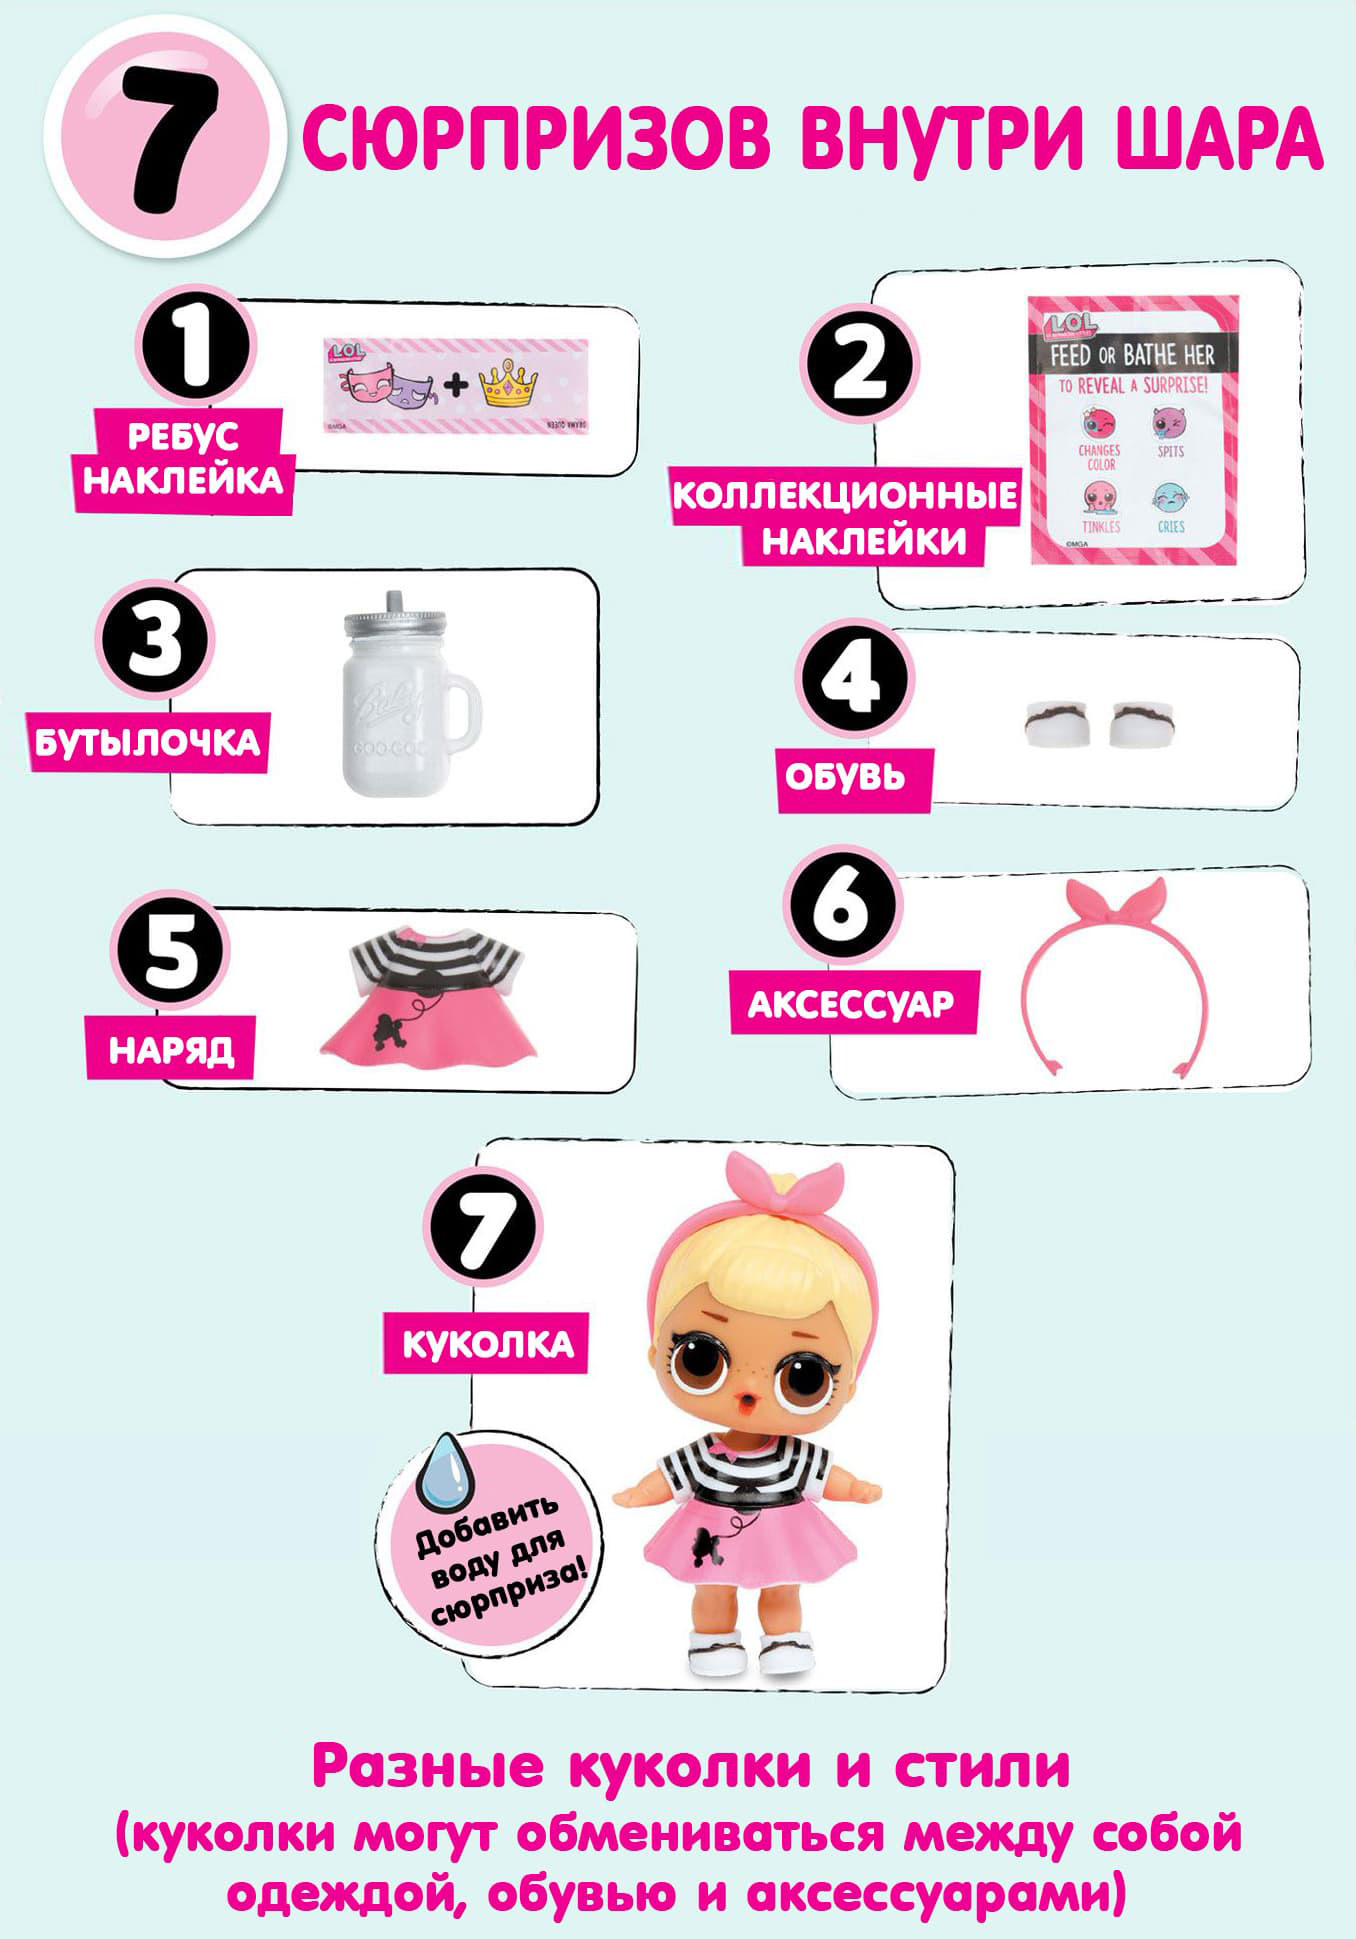 7
СЮРПРИЗОВ ВНУТРИ ШАРА
1
РЕБУС
НАКЛЕЙКА
LOL
+
©MGA
DRAMA QUEEN
2
КОЛЛЕКЦИОННЫЕ
НАКЛЕЙКИ
LOL
FEED OR BATHE HER
TO REVEAL A SURPRISE!
CHANGES
COLOR
SPITS
TINKLES
CRIES
©MGA
3
БУТЫЛОЧКА
Baby
GOO-GOO
4
ОБУВЬ
5
НАРЯД
6
АКСЕССУАР
7
КУКОЛКА
Добавить
воду для
сюрприза!
Разные куколки и стили
(куколки могут обмениваться между собой
одеждой, обувью и аксессуарами)